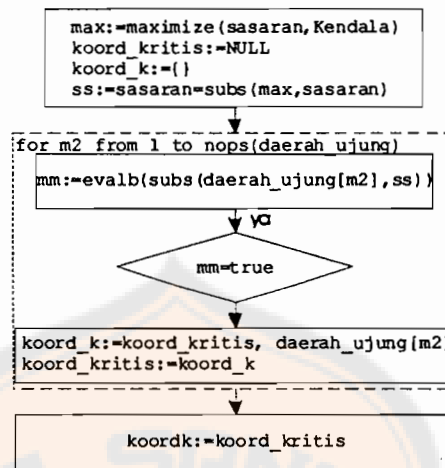 max:=maximize(sasaran,Kendala)
koord_kritis:=NULL
koord_k:={}
ss:=sasaran=subs(max,sasaran)
for m2 from 1 to nops(daerah_ujung)
mm:=evalb(subs(daerah_ujung[m2],ss))
ya
mm=true
koord_k:=koord_kritis, daerah_ujung[m2]
koord_kritis:=koord_k
koordk:=koord_kritis